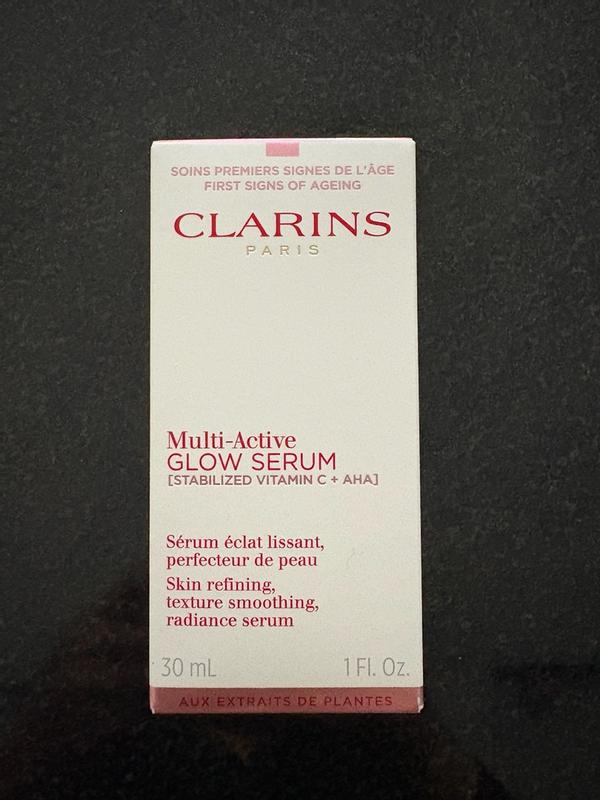 SOINS PREMIERS SIGNES DE L'ÂGE
FIRST SIGNS OF AGEING
CLARINS
PARIS
Multi-Active
GLOW SERUM
[STABILIZED VITAMIN C + AHA]
Sérum éclat lissant,
perfecteur de peau
Skin refining,
texture smoothing,
radiance serum
30 mL 1 Fl. Oz.
AUX EXTRAITS DE PLANTES